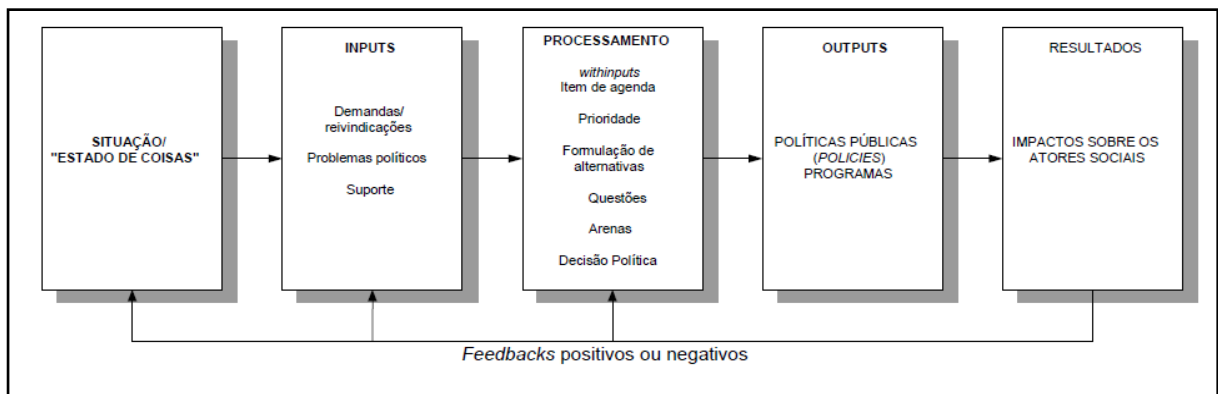 SITUAÇÃO/
"ESTADO DE COISAS"
INPUTS
Demandas/
reivindicações
Problemas políticos
Suporte
PROCESSAMENTO
withinputs
Item de agenda
Prioridade
Formulação de
alternativas
Questões
Arenas
Decisão Política
OUTPUTS
POLÍTICAS PÚBLICAS
(POLICIES)
PROGRAMAS
RESULTADOS
IMPACTOS SOBRE OS
ATORES SOCIAIS
Feedbacks positivos ou negativos